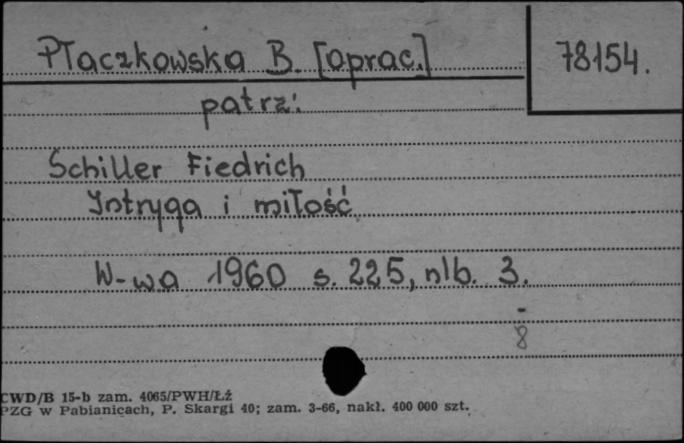 Płaczkowska B. [oprac.]
78154.
patrz:
Schiller Fiedrich
Intryga i miłość
W-wa 1960 s. 225, nlb. 3.
8
CWD/B 15-b zam. 4065/PWH/Łź
PZG w Pabianicach, P. Skargi 40; zam. 3-66, nakł. 400 000 szt.